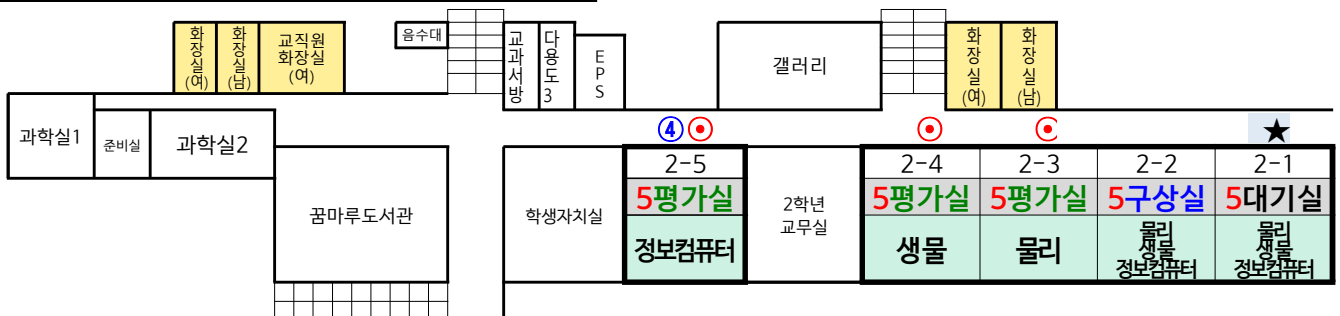 화장실(여)
화장실(남)
교직원
화장실
(여)
음수대
교과서방
다용도3
EPS
갤러리
화장실(여)
화장실(남)
과학실1
준비실
과학실2
④
★
꿈마루도서관
학생자치실
2-5
5평가실
정보컴퓨터
2학년
교무실
2-4
5평가실
생물
2-3
5평가실
물리
2-2
5구상실
물리
생물
정보컴퓨터
2-1
5대기실
물리
생물
정보컴퓨터